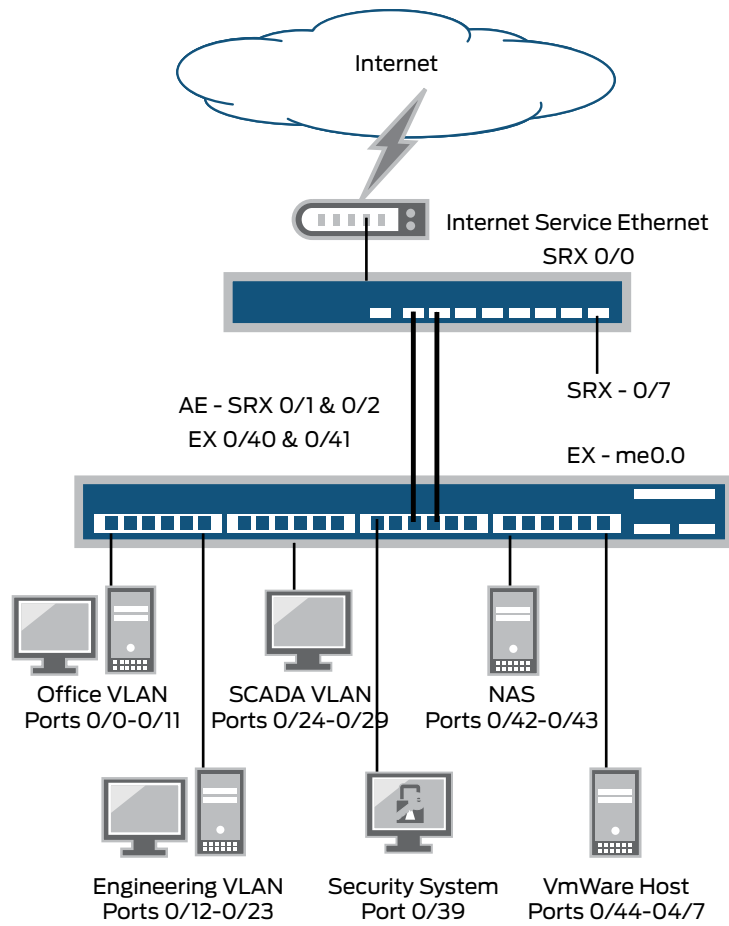 Internet
Internet Service Ethernet
SRX 0/0
SRX - 0/7
AE - SRX 0/1 & 0/2
EX 0/40 & 0/41
EX - me0.0
Office VLAN
Ports 0/0-0/11
SCADA VLAN
Ports 0/24-0/29
NAS
Ports 0/42-0/43
Engineering VLAN
Ports 0/12-0/23
Security System
Port 0/39
VmWare Host
Ports 0/44-04/7